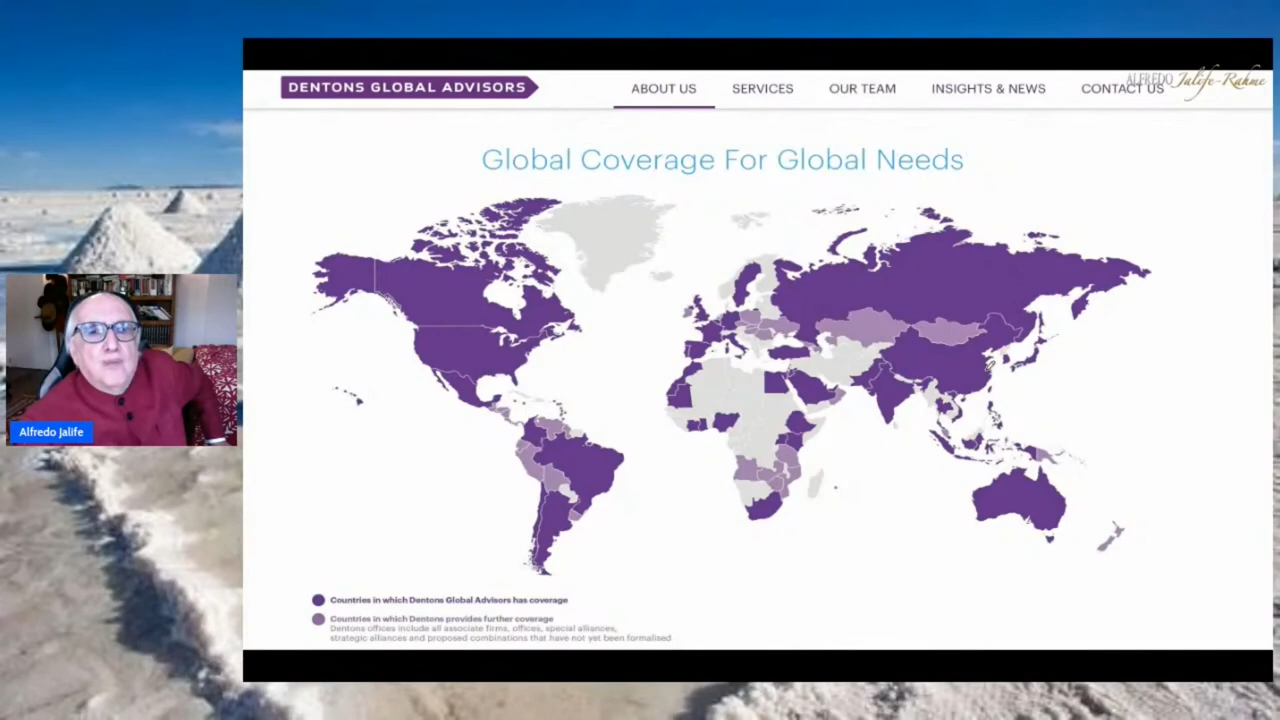 DENTONS GLOBAL ADVISORS
ABOUT US
SERVICES
OUR TEAM
INSIGHTS & NEWS
CONTACT US
ALFREDO Jalife-Rahme
Global Coverage For Global Needs
Alfredo Jalife
Countries in which Dentons Global Advisors has coverage
Countries in which Dentons provides further coverage
Dentons offices include all associate firms, offices, special alliances,
strategic alliances and proposed combinations that have not yet been formalised